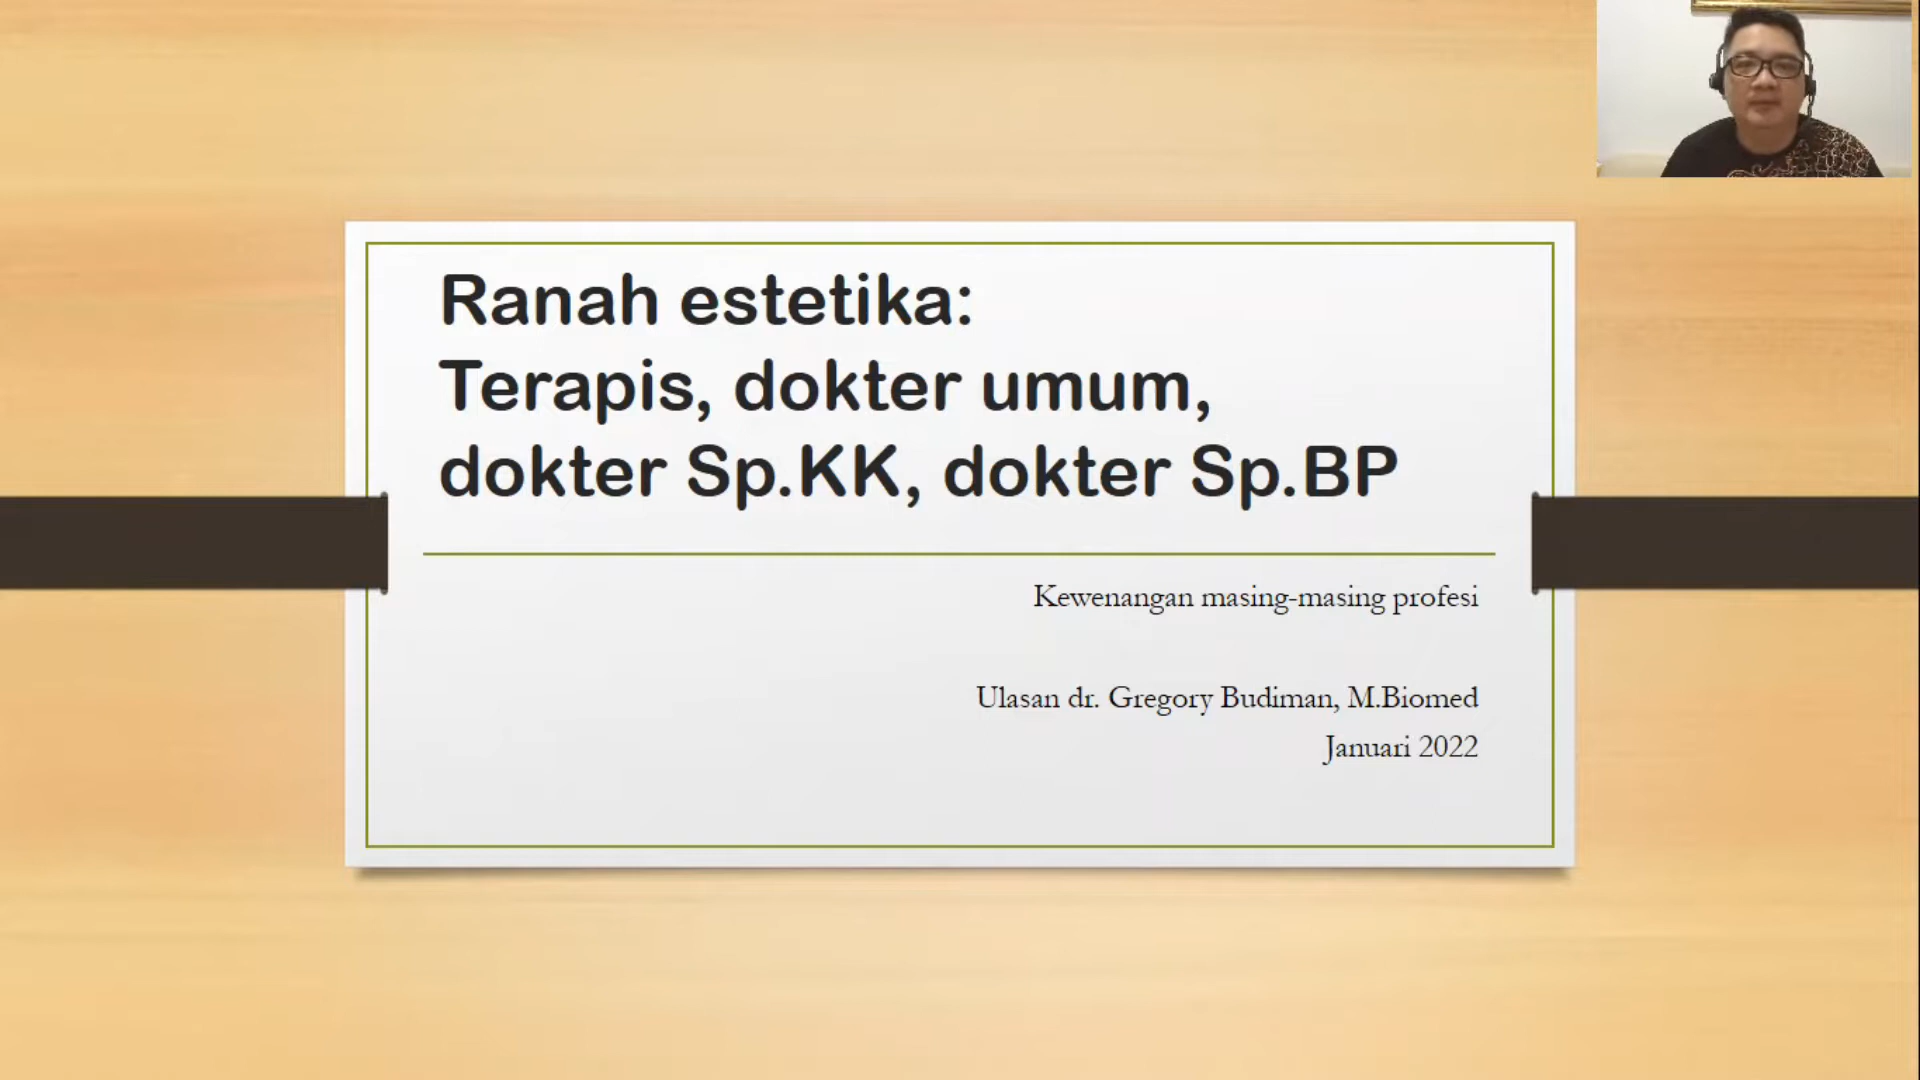 Ranah estetika:
Terapis, dokter umum,
dokter Sp.KK, dokter Sp.BP
Kewenangan masing-masing profesi
Ulasan dr. Gregory Budiman, M.Biomed
Januari 2022